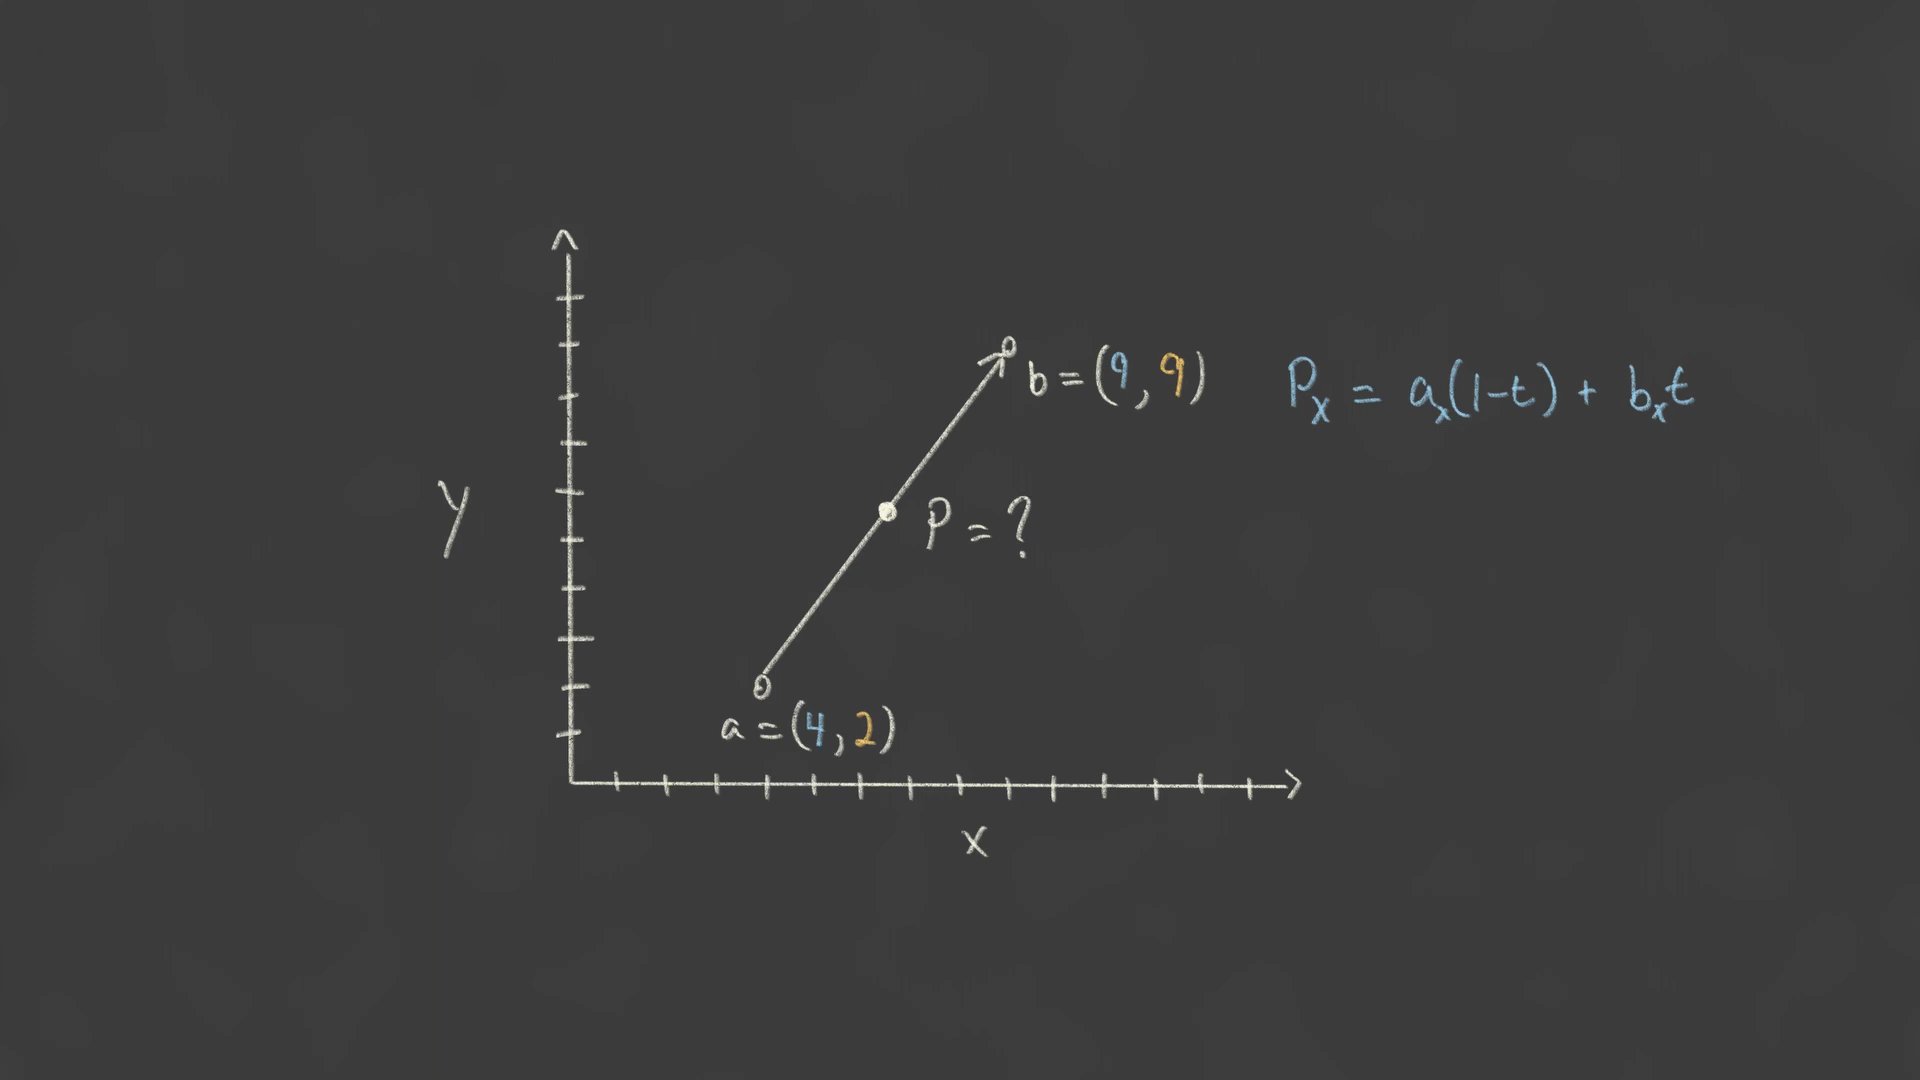 b = (9, 9)
Pₓ = aₓ(1-t) + bₓt
y
P = ?
a = (4, 2)
x